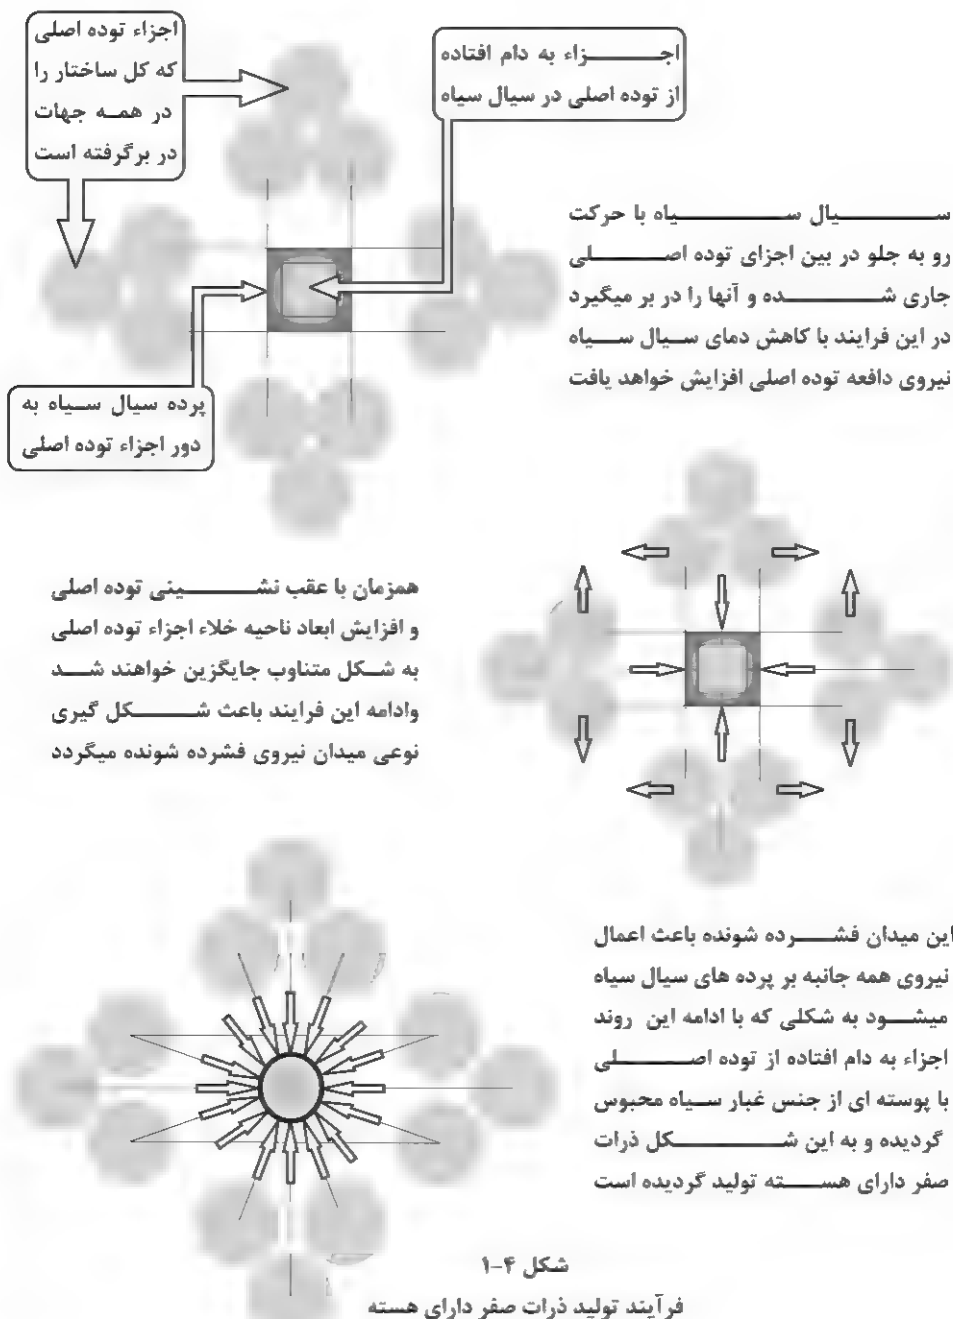 اجزاء توده اصلی
که کل ساختار را
در همه جهات
در برگرفته است
اجزاء به دام افتاده
از توده اصلی در سیال سیاه
سیال سیاه با حرکت
رو به جلو در بین اجزای توده اصلی
جاری شده و آنها را در بر میگیرد
در این فرایند با کاهش دمای سیال سیاه
نیروی دافعه توده اصلی افزایش خواهد یافت
پرده سیال سیاه به
دور اجزاء توده اصلی
همزمان با عقب نشینی توده اصلی
و افزایش ابعاد ناحیه خلاء اجزاء توده اصلی
به شکل متناوب جایگزین خواهند شد
وادامه این فرایند باعث شکل گیری
نوعی میدان نیروی فشرده شونده میگردد
این میدان فشرده شونده باعث اعمال
نیروی همه جانبه بر پرده های سیال سیاه
میشود به شکلی که با ادامه این روند
اجزاء به دام افتاده از توده اصلی
با پوسته ای از جنس غبار سیاه محبوس
گردیده و به این شکل ذرات
صفر دارای هسته تولید گردیده است
شکل ۴-۱
فرآیند تولید ذرات صفر دارای هسته